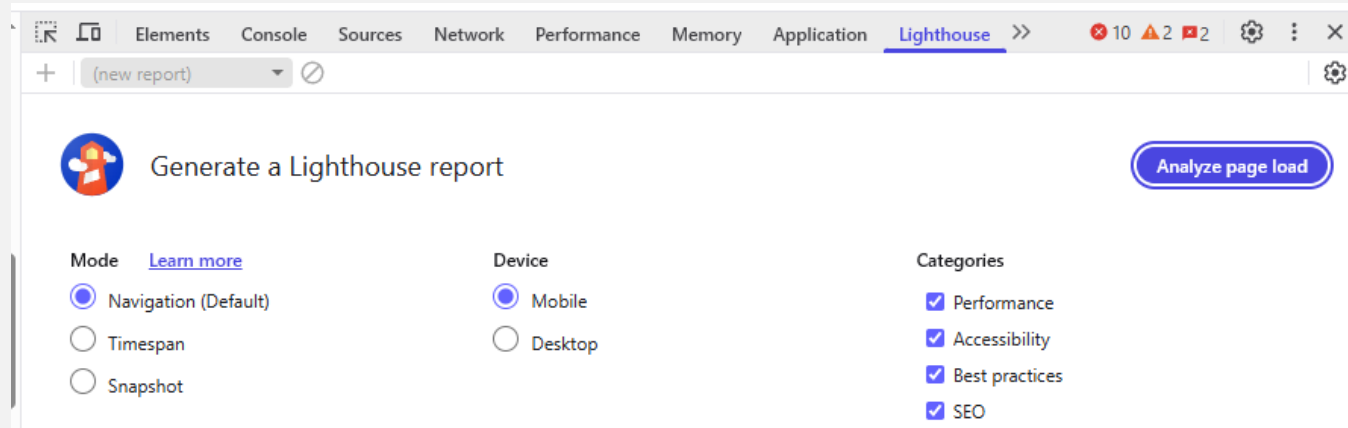 Elements Console Sources Network Performance Memory Application Lighthouse 10 2 2
(new report)
Generate a Lighthouse report
Analyze page load
Mode Learn more Device Categories
Navigation (Default) Mobile Performance
Timespan Desktop Accessibility
Snapshot Best practices
SEO